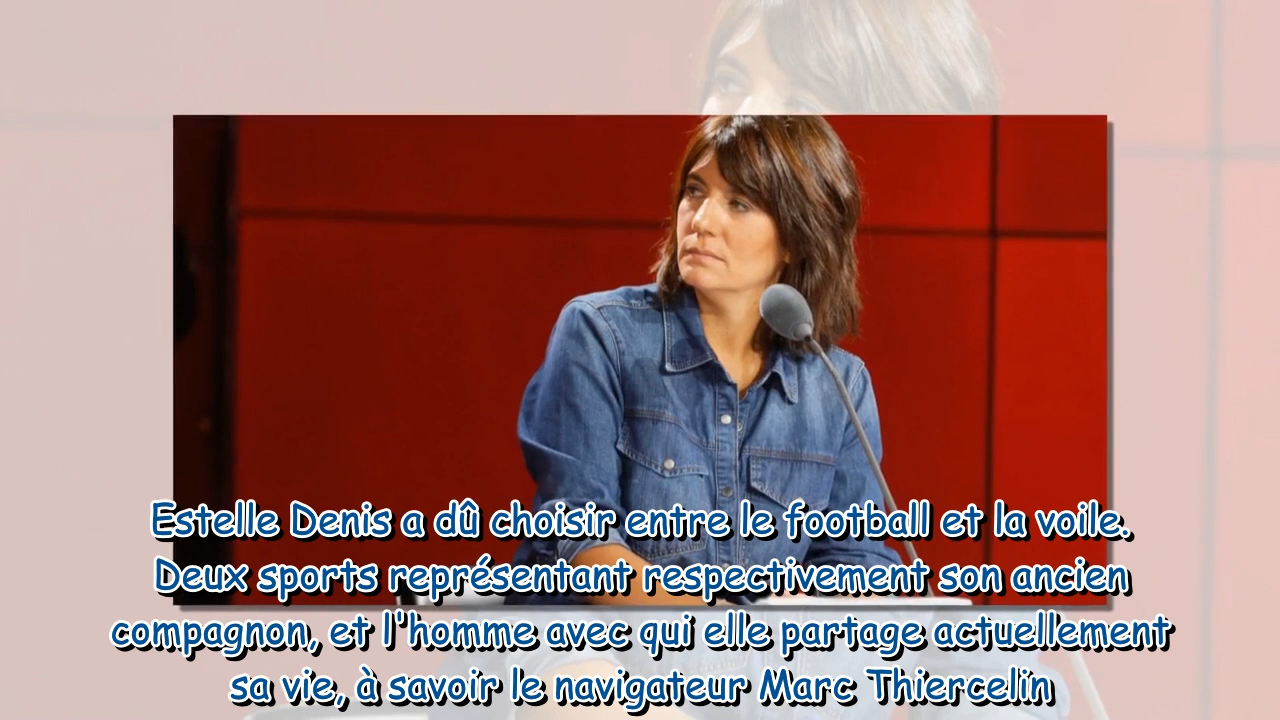 Estelle Denis a dû choisir entre le football et la voile.
Deux sports représentant respectivement son ancien
compagnon, et l'homme avec qui elle partage actuellement
sa vie, à savoir le navigateur Marc Thiercelin